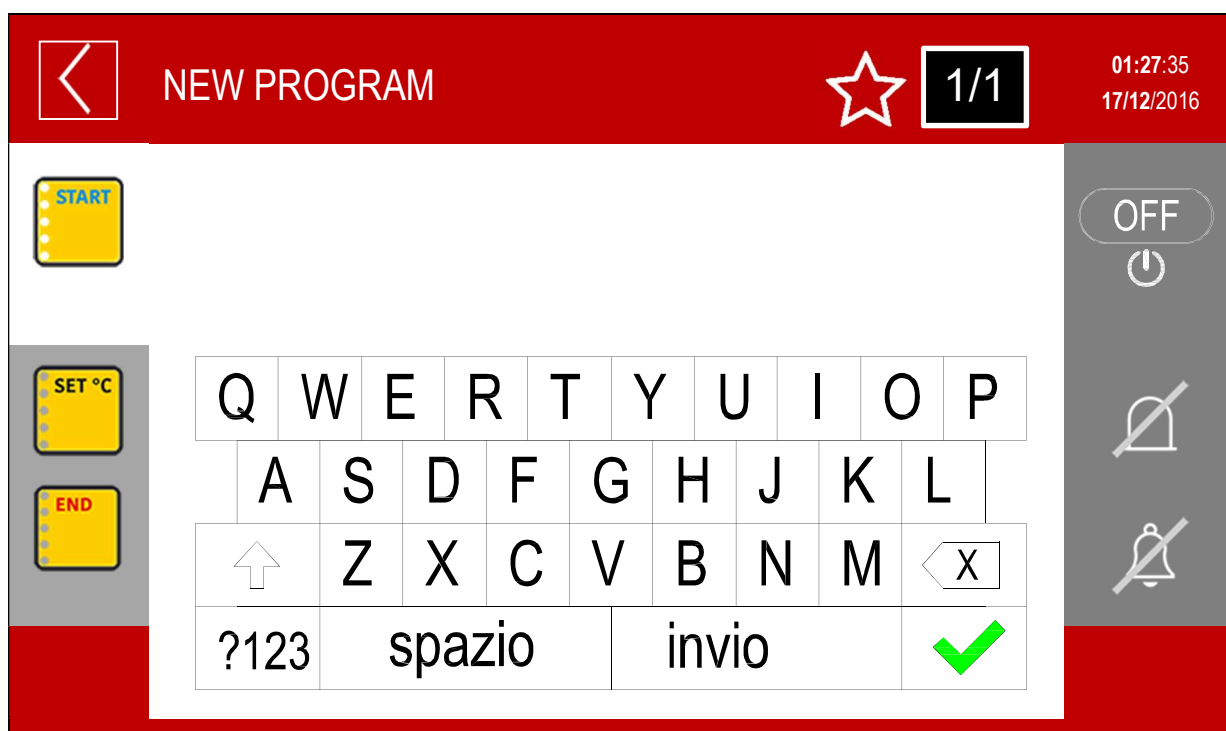 NEW PROGRAM
1/1
01:27:35
17/12/2016
START
OFF
SET °C
END
Q W E R T Y U I O P
A S D F G H J K L
Z X C V B N M X
?123 spazio invio